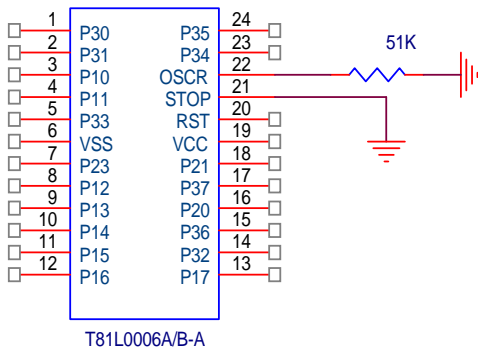 1 P30 P35 24
2 P31 P34 23
51K
3 P10 OSCR 22
4 P11 STOP 21
5 P33 RST 20
6 VSS VCC 19
7 P23 P21 18
8 P12 P37 17
9 P13 P20 16
10 P14 P36 15
11 P15 P32 14
12 P16 P17 13
T81L0006A/B-A